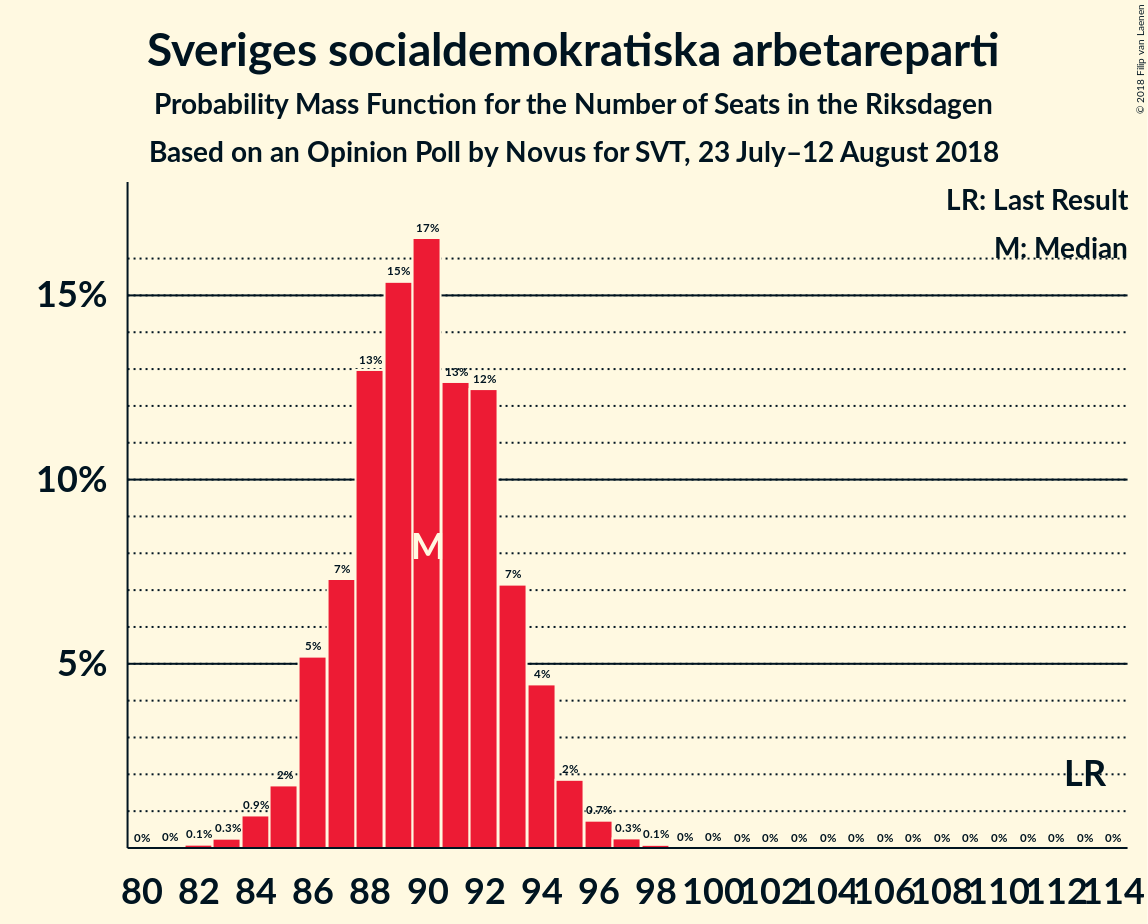 Sveriges socialdemokratiska arbetareparti
Probability Mass Function for the Number of Seats in the Riksdagen
Based on an Opinion Poll by Novus for SVT, 23 July–12 August 2018
© 2018 Filip van Laenen
LR: Last Result
M: Median
15%
10%
5%
0% 0% 0.1% 0.3% 0.9% 2% 5% 7% 13% 15% 17% 13% 12% 7% 4% 2% 0.7% 0.3% 0.1% 0% 0% 0% 0% 0% 0% 0% 0% 0% 0% 0% 0% 0% 0% 0% 0%
M
LR
80 82 84 86 88 90 92 94 96 98 100 102 104 106 108 110 112 114